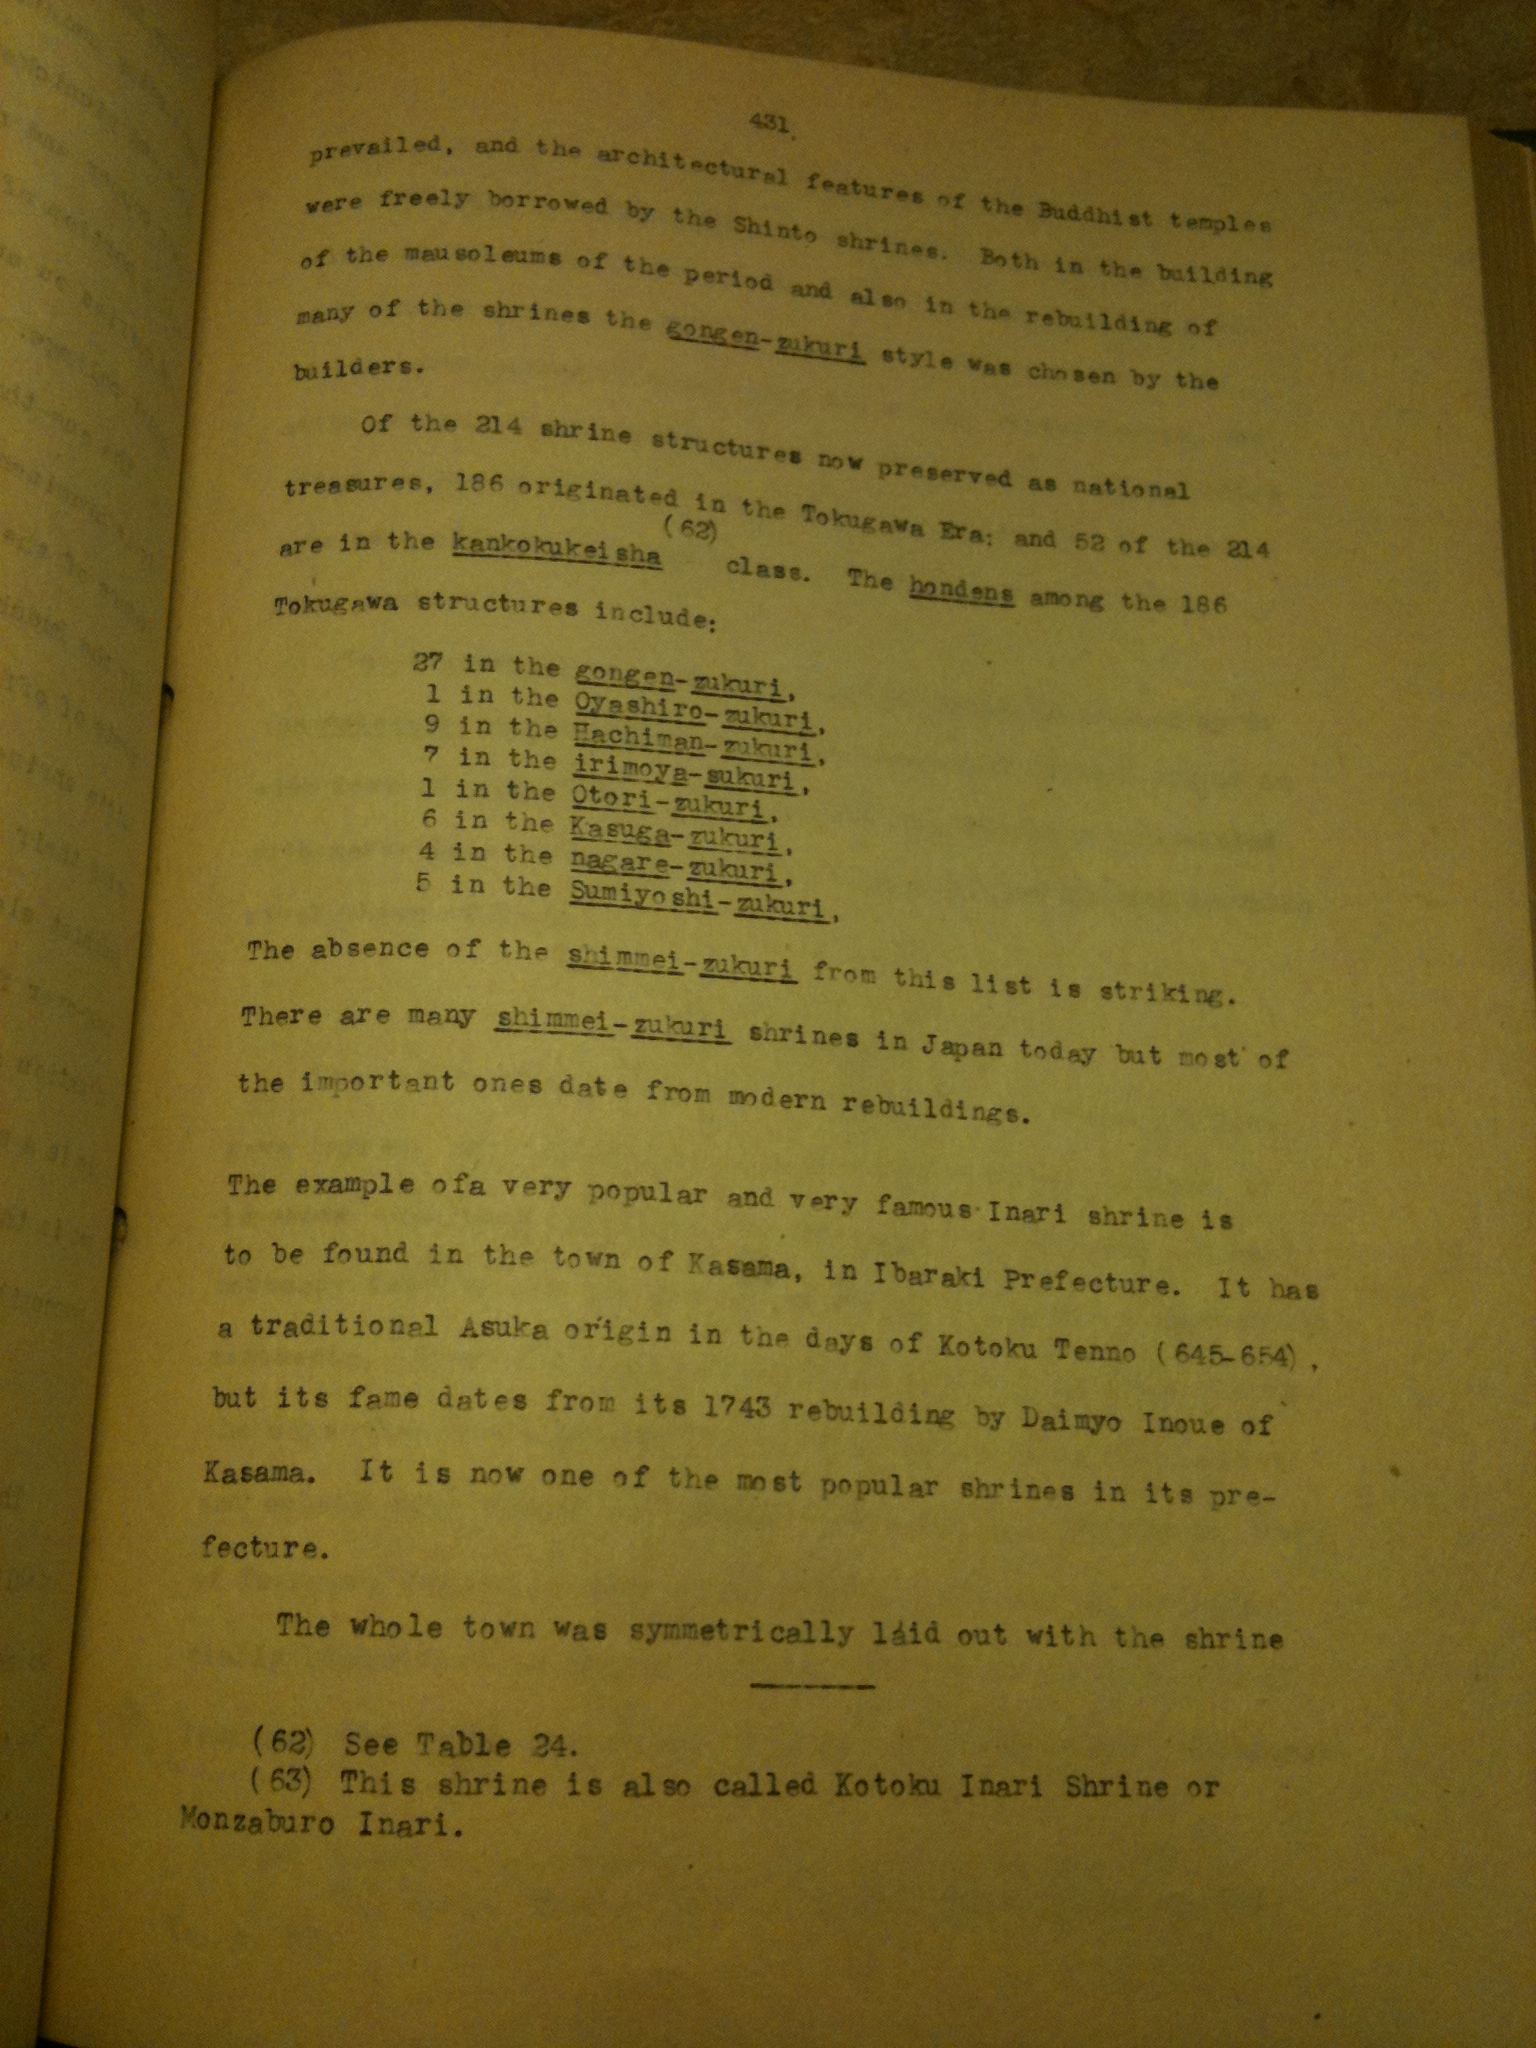 431.
prevailed, and the architectural features of the Buddhist temples
were freely borrowed by the Shinto shrines. Both in the building
of the mausoleums of the period and also in the rebuilding of
many of the shrines the gongen-zukuri style was chosen by the
builders.
Of the 214 shrine structures now preserved as national
treasures, 186 originated in the Tokugawa Era; and 52 of the 214
are in the kankokukeisha (62) class. The hondens among the 186
Tokugawa structures include:
27 in the gongen-zukuri,
1 in the Oyashiro-zukuri,
9 in the Hachiman-zukuri,
7 in the irimoya-sukuri,
1 in the Otori-zukuri,
6 in the Kasuga-zukuri,
4 in the nagare-zukuri,
5 in the Sumiyoshi-zukuri,
The absence of the shimmei-zukuri from this list is striking.
There are many shimmei-zukuri shrines in Japan today but most of
the important ones date from modern rebuildings.
The example ofa very popular and very famous Inari shrine is
to be found in the town of Kasama, in Ibaraki Prefecture. It has
a traditional Asuka origin in the days of Kotoku Tenno (645-654),
but its fame dates from its 1743 rebuilding by Daimyo Inoue of
Kasama. It is now one of the most popular shrines in its pre-
fecture.
The whole town was symmetrically laid out with the shrine
(62) See Table 24.
(63) This shrine is also called Kotoku Inari Shrine or
Monzaburo Inari.